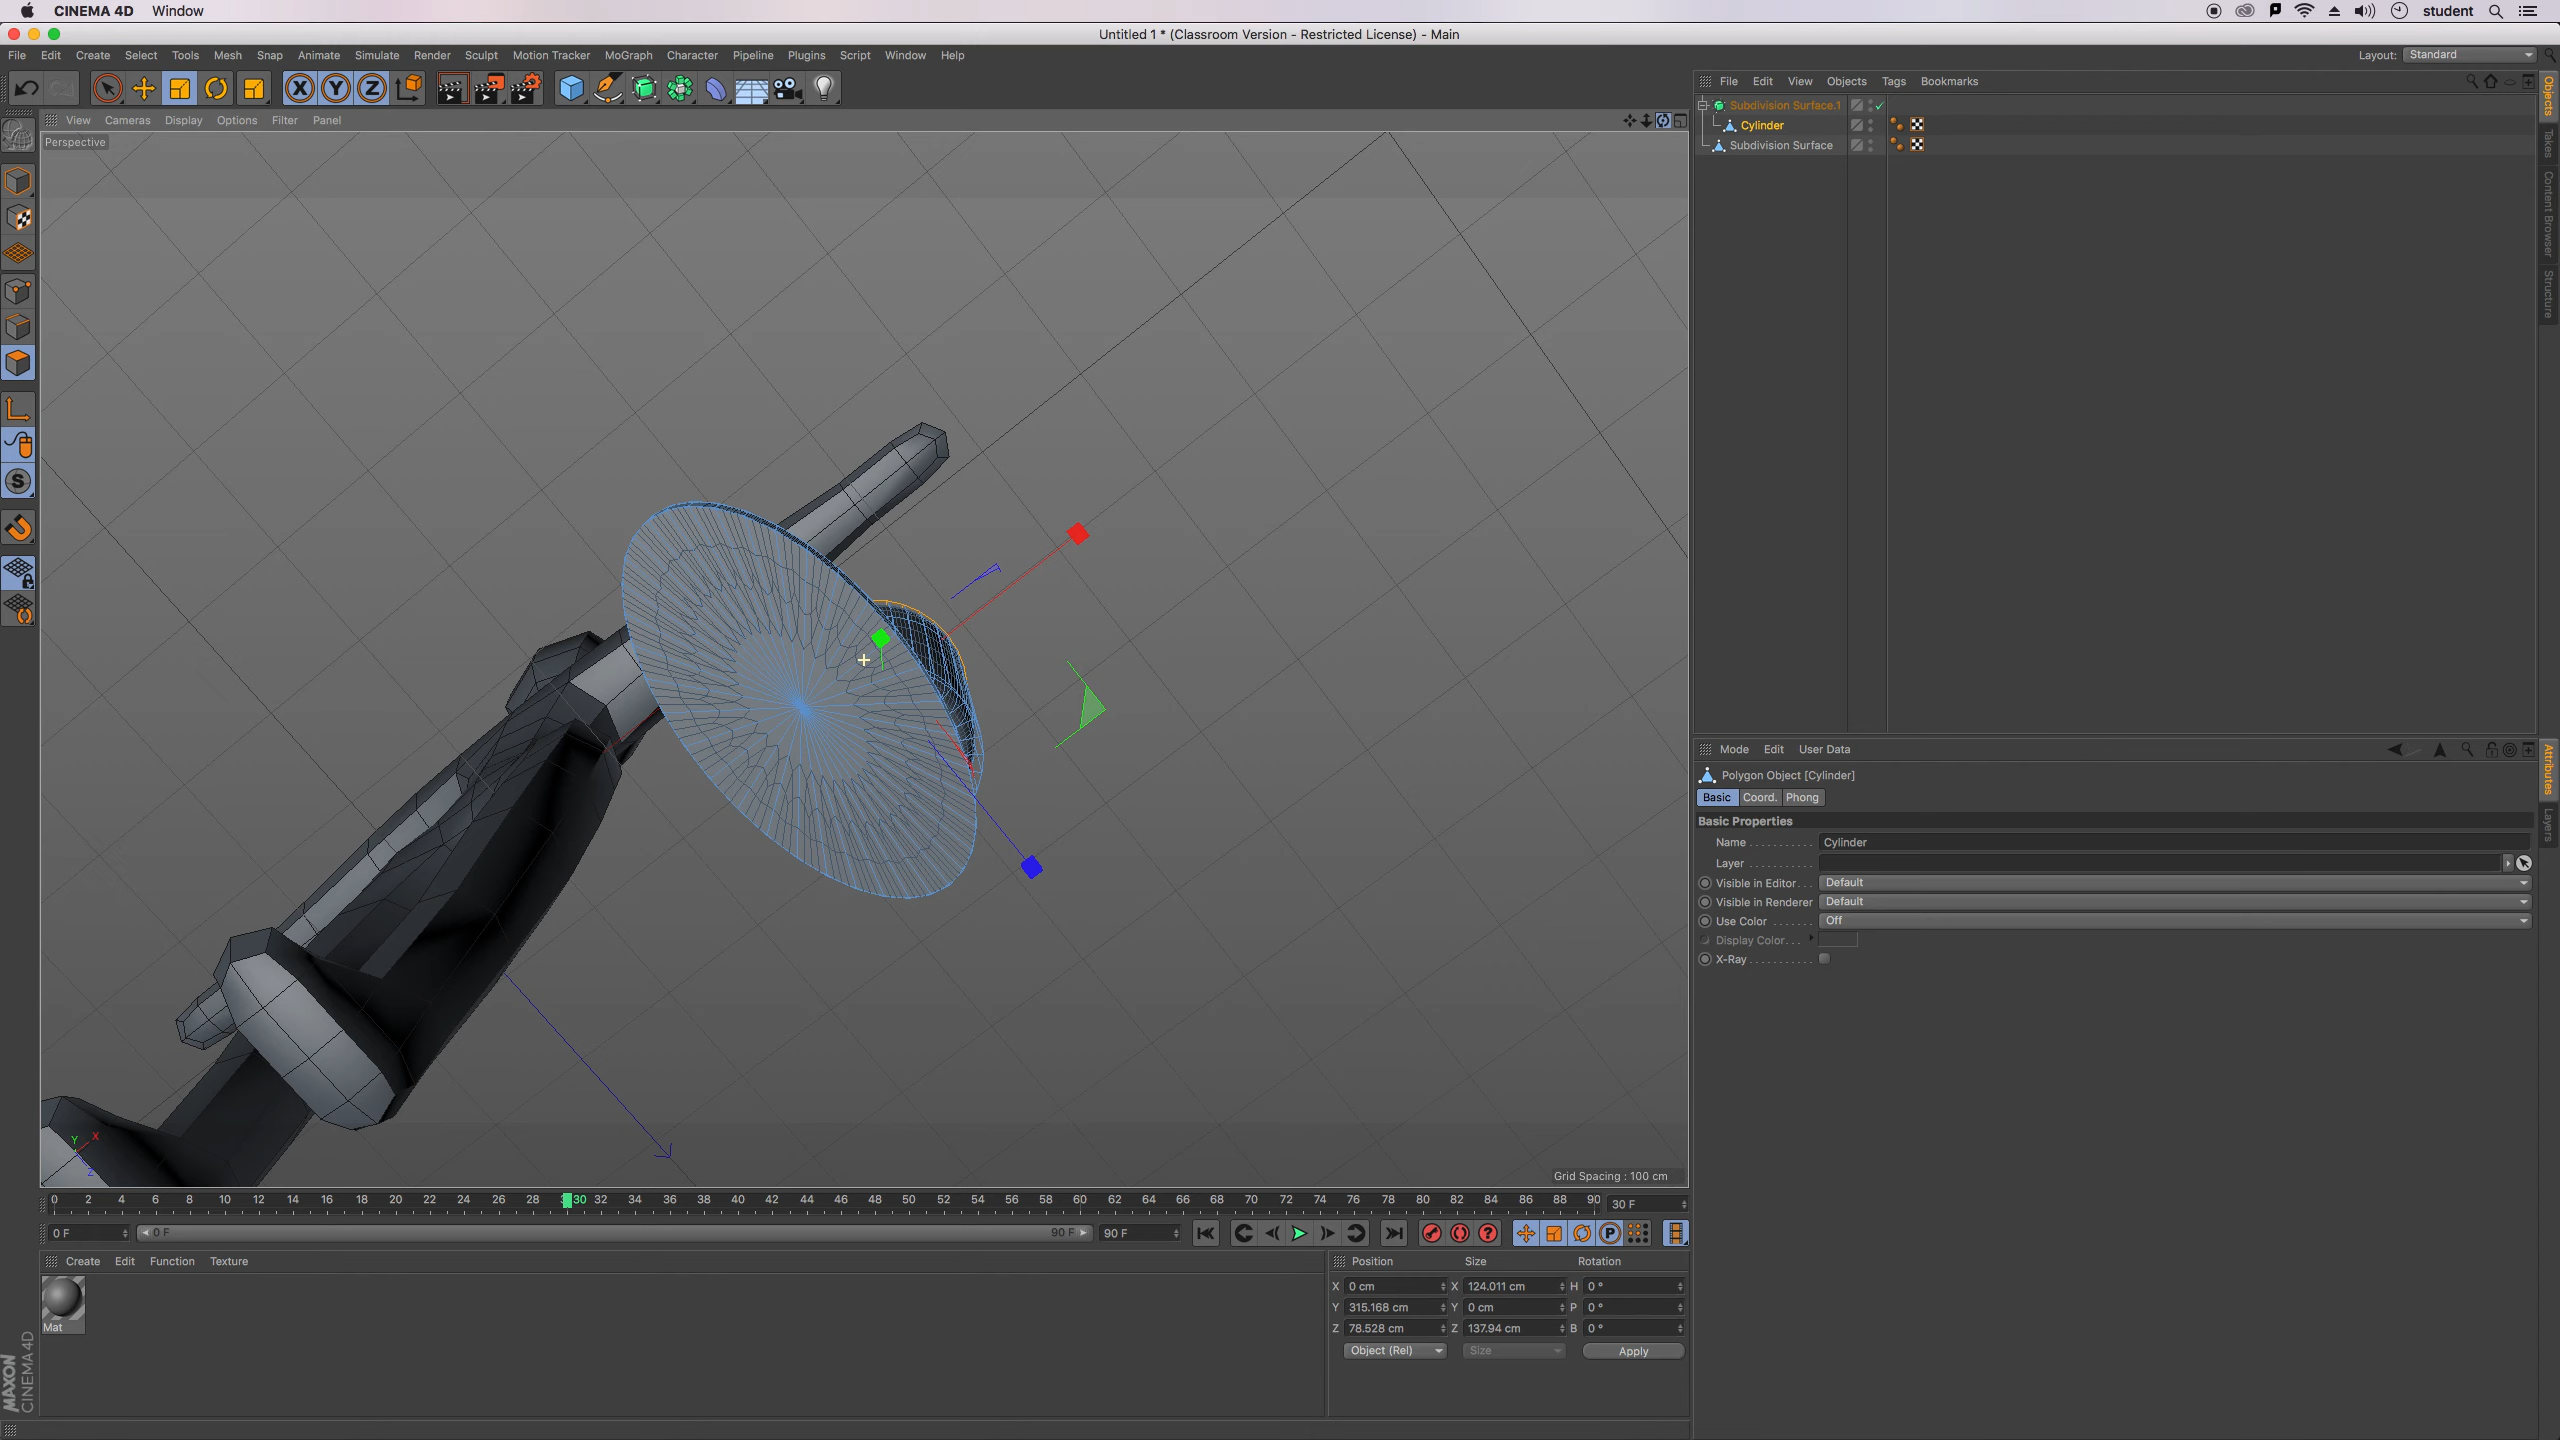 CINEMA 4D Window student
Untitled 1 * (Classroom Version - Restricted License) - Main
File Edit Create Select Tools Mesh Snap Animate Simulate Render Sculpt Motion Tracker MoGraph Character Pipeline Plugins Script Window Help Layout: Standard
X Y Z
File Edit View Objects Tags Bookmarks
Subdivision Surface.1
Cylinder
Subdivision Surface
Objects
Takes
Content Browser
Structure
View Cameras Display Options Filter Panel
Perspective
S
Y X
Z
Grid Spacing : 100 cm
Mode Edit User Data
Polygon Object [Cylinder]
Basic Coord. Phong
Basic Properties
Name . . . . . . . . . . . Cylinder
Layer . . . . . . . . . . .
Visible in Editor . . . Default
Visible in Renderer Default
Use Color . . . . . . . Off
Display Color. . .
X-Ray . . . . . . . . . . .
Attributes
Layers
0 2 4 6 8 10 12 14 16 18 20 22 24 26 28 30 32 34 36 38 40 42 44 46 48 50 52 54 56 58 60 62 64 66 68 70 72 74 76 78 80 82 84 86 88 90 30 F
0 F 0 F 90 F 90 F ? P
Create Edit Function Texture
Mat
MAXON
CINEMA 4D
Position Size Rotation
X 0 cm X 124.011 cm H 0 °
Y 315.168 cm Y 0 cm P 0 °
Z 78.528 cm Z 137.94 cm B 0 °
Object (Rel) Size Apply